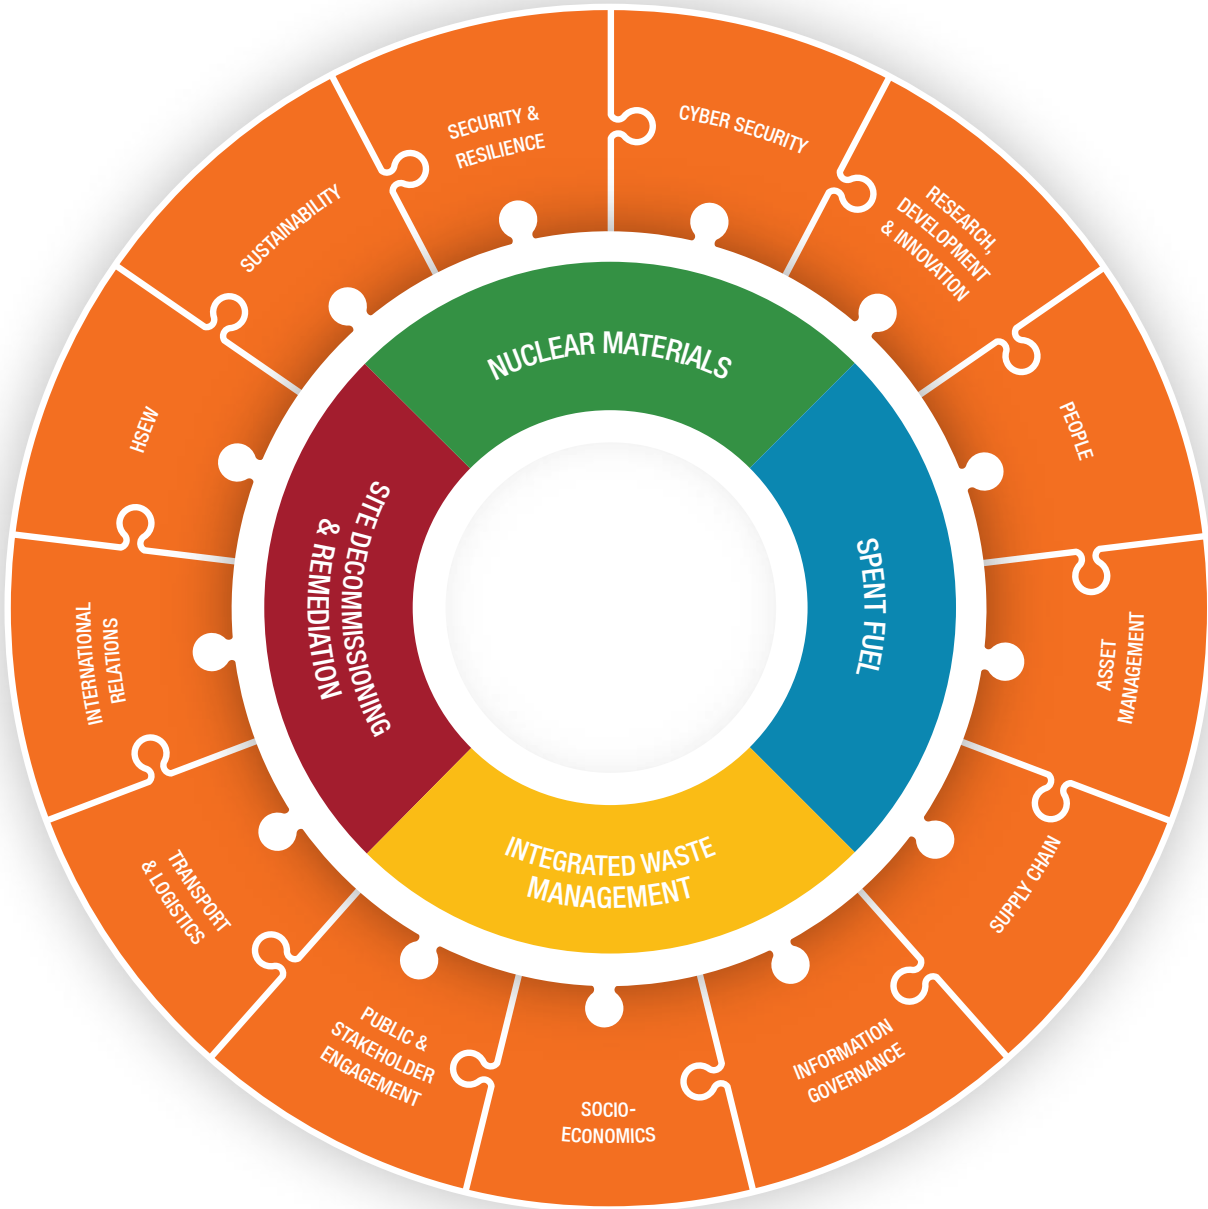 SECURITY &
RESILIENCE
CYBER SECURITY
RESEARCH,
DEVELOPMENT
& INNOVATION
PEOPLE
ASSET
MANAGEMENT
SUPPLY CHAIN
INFORMATION
GOVERNANCE
SOCIO-
ECONOMICS
PUBLIC &
STAKEHOLDER
ENGAGEMENT
TRANSPORT
& LOGISTICS
INTERNATIONAL
RELATIONS
HSEW
SUSTAINABILITY
NUCLEAR MATERIALS
SPENT FUEL
INTEGRATED WASTE
MANAGEMENT
SITE DECOMMISSIONING
& REMEDIATION